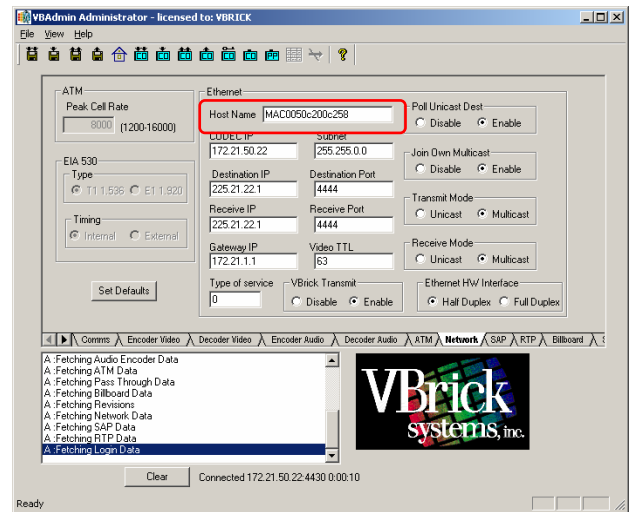 VBAdmin Administrator - licensed to: VBRICK
File View Help
ATM
Peak Cell Rate
8000 (1200-16000)
EIA 530
Type
T1 1.536 E1 1.920
Timing
Internal External
Set Defaults
Ethernet
Host Name MAC0050c200c258
CODEC IP Subnet
172.21.50.22 255.255.0.0
Destination IP Destination Port
225.21.22.1 4444
Receive IP Receive Port
225.21.22.1 4444
Gateway IP Video TTL
172.21.1.1 63
Type of service VBrick Transmit
0 Disable Enable
Poll Unicast Dest
Disable Enable
Join Own Multicast
Disable Enable
Transmit Mode
Unicast Multicast
Receive Mode
Unicast Multicast
Ethernet HW Interface
Half Duplex Full Duplex
Comms Encoder Video Decoder Video Encoder Audio Decoder Audio ATM Network SAP RTP Billboard
A :Fetching Audio Encoder Data
A :Fetching ATM Data
A :Fetching Pass Through Data
A :Fetching Billboard Data
A :Fetching Revisions
A :Fetching Network Data
A :Fetching SAP Data
A :Fetching RTP Data
A :Fetching Login Data
VBrick
systems, inc.
Clear Connected 172.21.50.22:4430 0:00:10
Ready